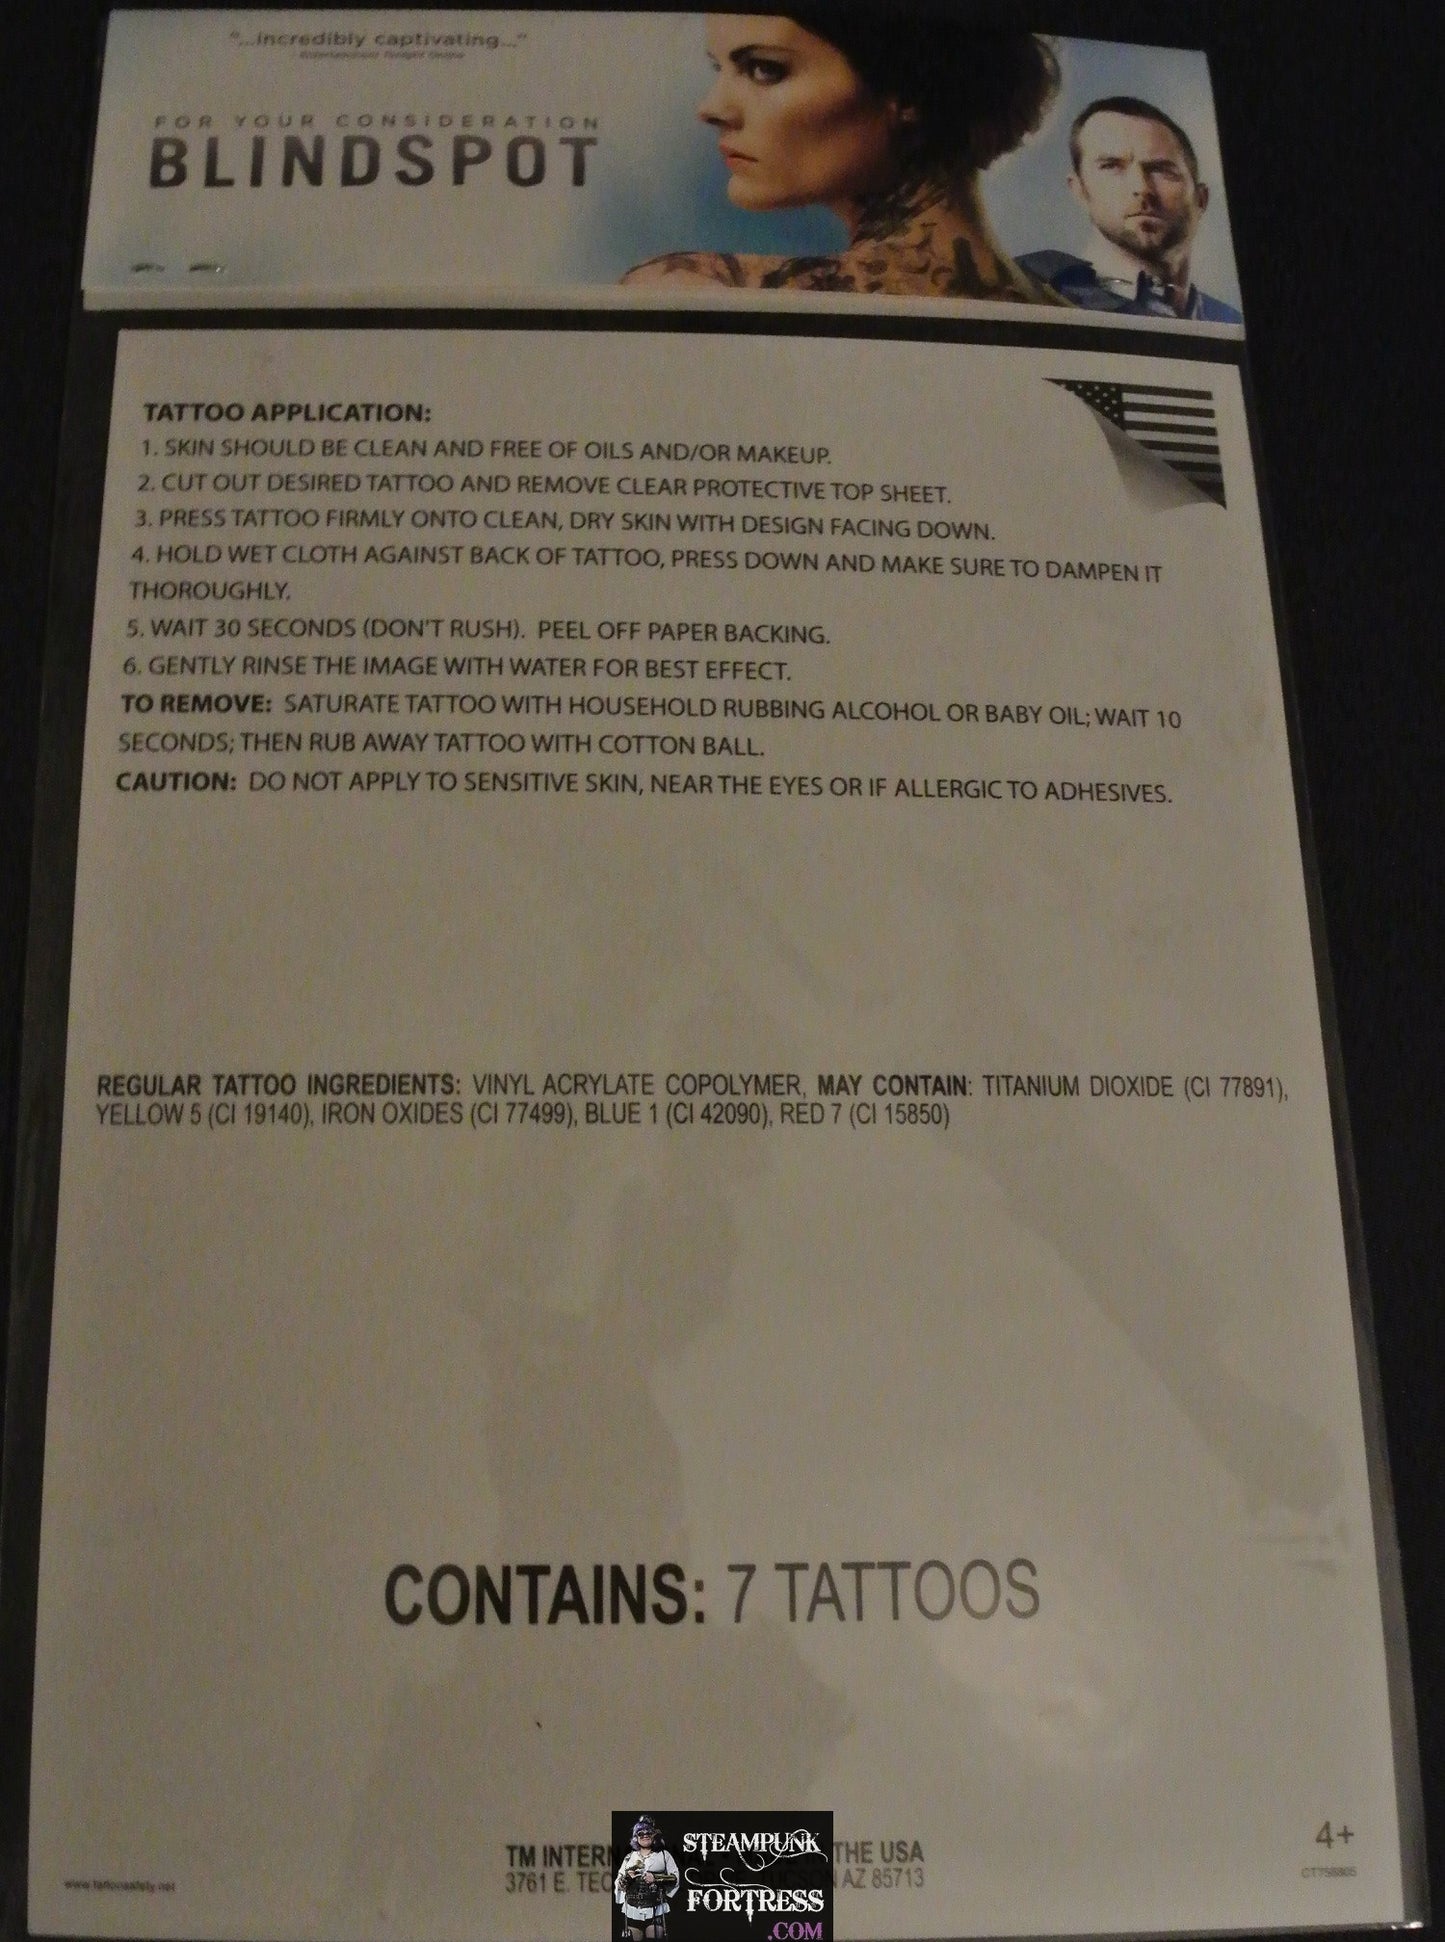 "...incredibly captivating..."
FOR YOUR CONSIDERATION
BLINDSPOT
TATTOO APPLICATION:
1. SKIN SHOULD BE CLEAN AND FREE OF OILS AND/OR MAKEUP.
2. CUT OUT DESIRED TATTOO AND REMOVE CLEAR PROTECTIVE TOP SHEET.
3. PRESS TATTOO FIRMLY ONTO CLEAN, DRY SKIN WITH DESIGN FACING DOWN.
4. HOLD WET CLOTH AGAINST BACK OF TATTOO, PRESS DOWN AND MAKE SURE TO DAMPEN IT
THOROUGHLY.
5. WAIT 30 SECONDS (DON'T RUSH). PEEL OFF PAPER BACKING.
6. GENTLY RINSE THE IMAGE WITH WATER FOR BEST EFFECT.
TO REMOVE: SATURATE TATTOO WITH HOUSEHOLD RUBBING ALCOHOL OR BABY OIL; WAIT 10
SECONDS; THEN RUB AWAY TATTOO WITH COTTON BALL.
CAUTION: DO NOT APPLY TO SENSITIVE SKIN, NEAR THE EYES OR IF ALLERGIC TO ADHESIVES.
REGULAR TATTOO INGREDIENTS: VINYL ACRYLATE COPOLYMER, MAY CONTAIN: TITANIUM DIOXIDE (CI 77891),
YELLOW 5 (CI 19140), IRON OXIDES (CI 77499), BLUE 1 (CI 42090), RED 7 (CI 15850)
CONTAINS: 7 TATTOOS
4+
TM INTERN THE USA
3761 E. TEC AZ 85713
www.tattoosafety.net
STEAMPUNK
FORTRESS
.COM